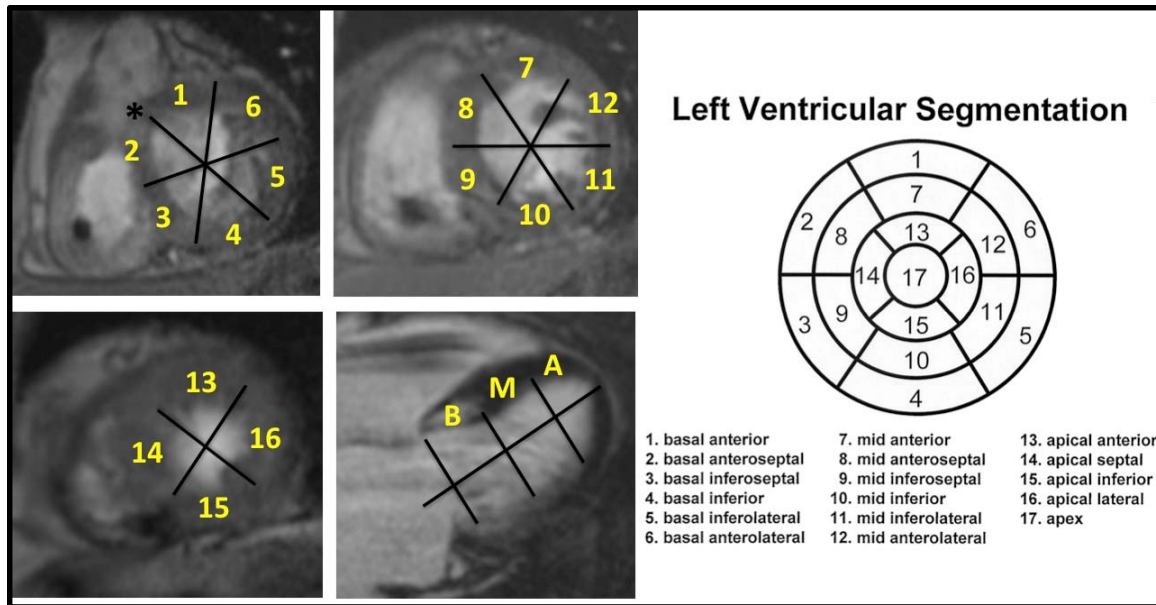 1
*
6
2
5
3
4
7
8
12
9
11
10
13
14
16
15
A
M
B
Left Ventricular Segmentation
1
7
2
6
8
13
12
14
17
16
3
9
15
11
5
10
4
1. basal anterior
2. basal anteroseptal
3. basal inferoseptal
4. basal inferior
5. basal inferolateral
6. basal anterolateral
7. mid anterior
8. mid anteroseptal
9. mid inferoseptal
10. mid inferior
11. mid inferolateral
12. mid anterolateral
13. apical anterior
14. apical septal
15. apical inferior
16. apical lateral
17. apex